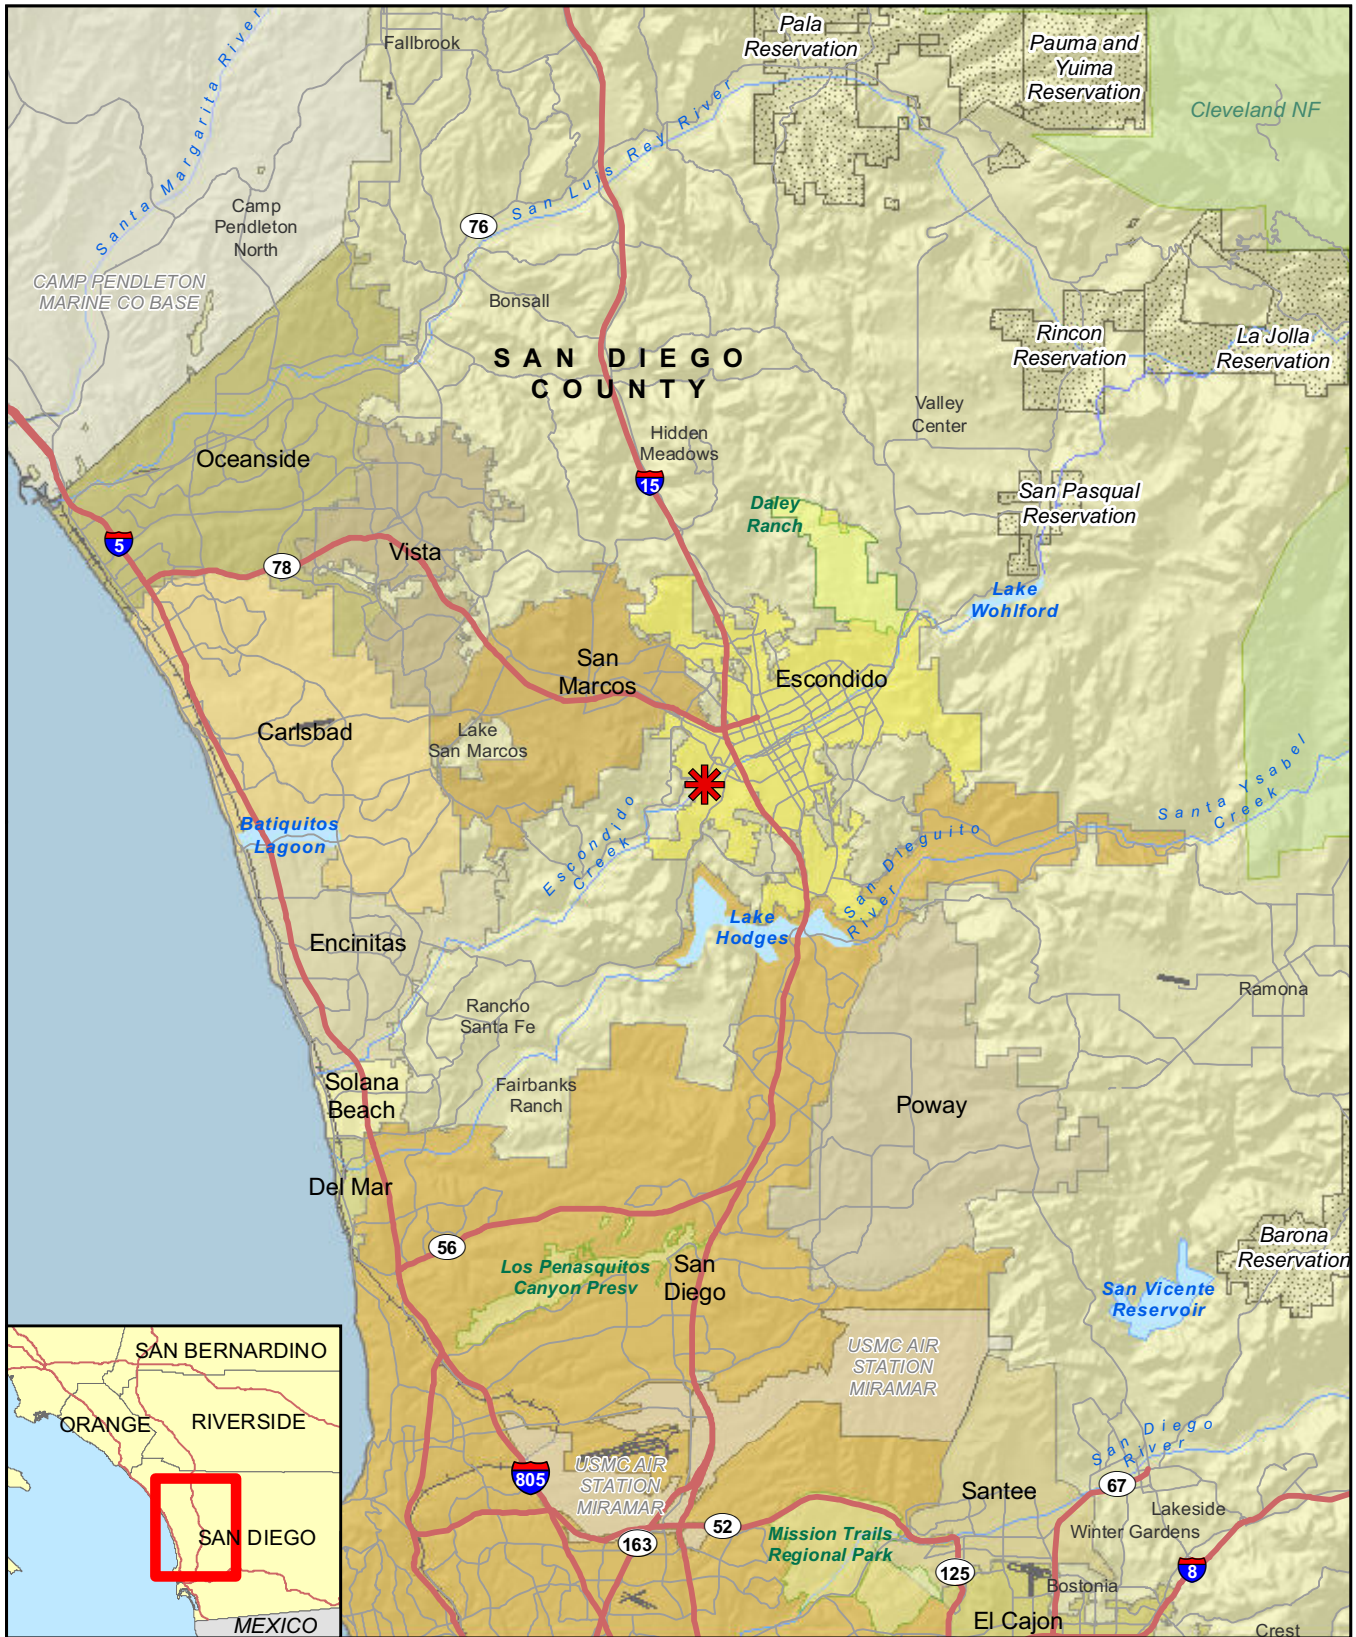 Fallbrook
Pala
Reservation
Pauma and
Yuima
Reservation
Cleveland NF
Santa Margarita River
San Luis Rey River
Camp
Pendleton
North
76
CAMP PENDLETON
MARINE CO BASE
Bonsall
SAN DIEGO
COUNTY
Rincon
Reservation
La Jolla
Reservation
Valley
Center
Hidden
Meadows
Oceanside
15
Daley
Ranch
San Pasqual
Reservation
5
78
Vista
Lake
Wohlford
San
Marcos
Escondido
Carlsbad
Lake
San Marcos
Batiquitos
Lagoon
Escondido
Creek
San Dieguito
River
Santa Ysabel
Creek
Lake
Hodges
Encinitas
Rancho
Santa Fe
Ramona
Solana
Beach
Fairbanks
Ranch
Poway
Del Mar
56
Los Penasquitos
Canyon Presv
San
Diego
Barona
Reservation
San Vicente
Reservoir
USMC AIR
STATION
MIRAMAR
SAN BERNARDINO
ORANGE
RIVERSIDE
SAN DIEGO
MEXICO
San Diego
River
805
USMC AIR
STATION
MIRAMAR
Santee
67
Lakeside
Winter Gardens
52
163
Mission Trails
Regional Park
125
8
Bostonia
El Cajon
Crest